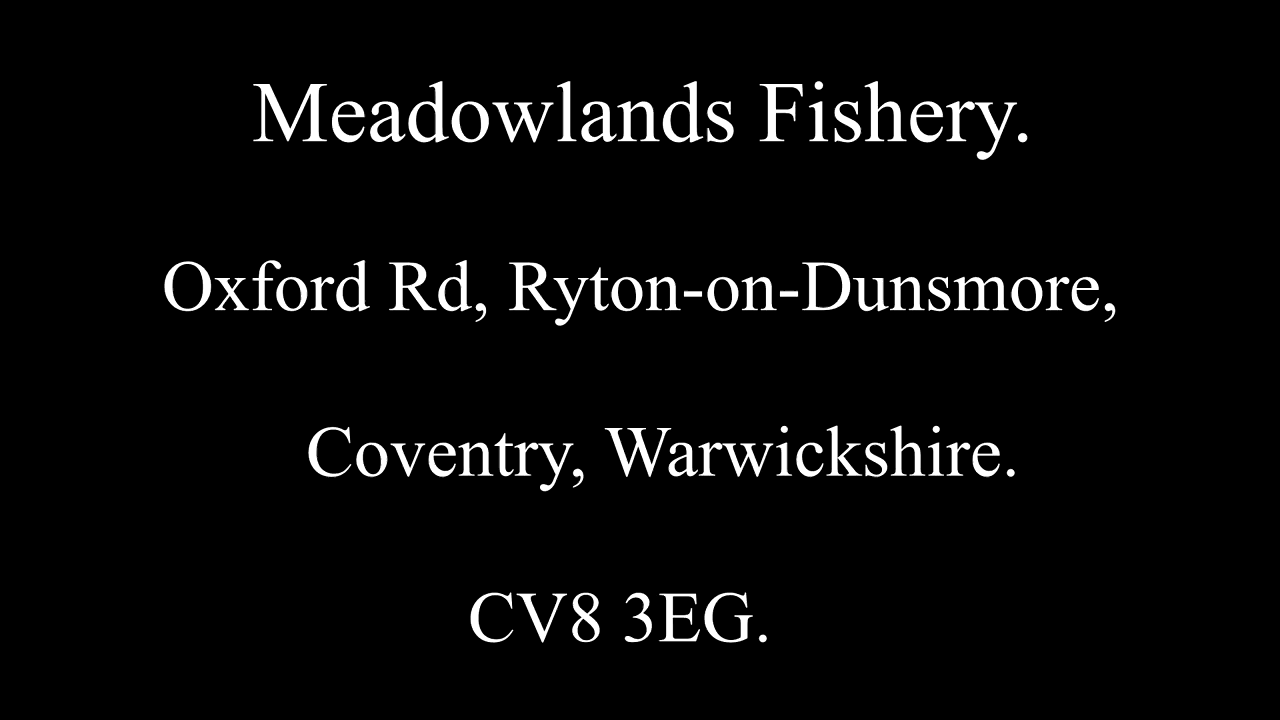 Meadowlands Fishery.
Oxford Rd, Ryton-on-Dunsmore,
Coventry, Warwickshire.
CV8 3EG.